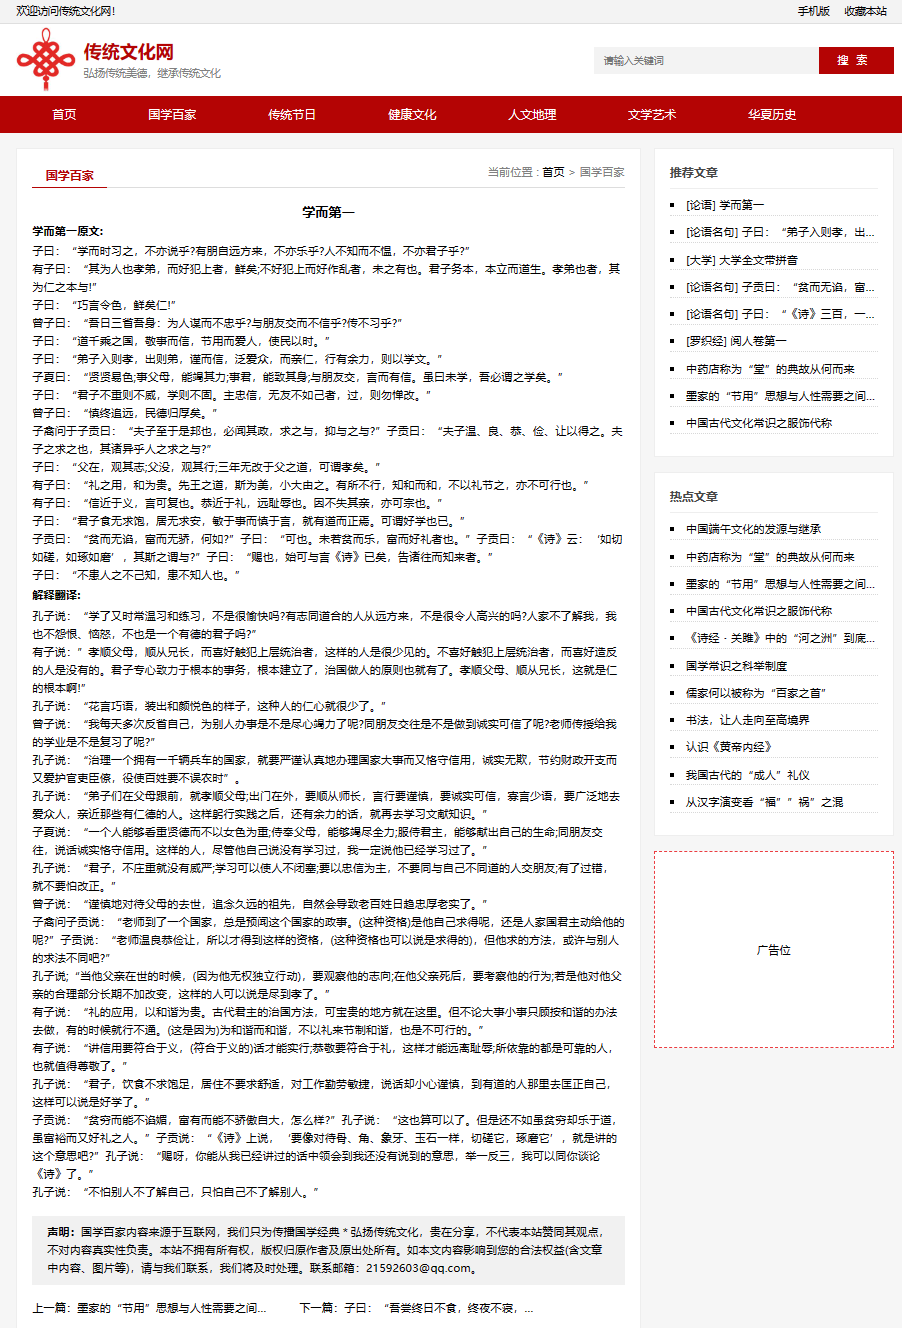 欢迎访问传统文化网！
手机版 收藏本站
传统文化网
弘扬传统美德，继承传统文化
请输入关键词
搜 索
首页 国学百家 传统节日 健康文化 人文地理 文学艺术 华夏历史
国学百家
当前位置 : 首页 > 国学百家
学而第一
学而第一原文:
子曰：“学而时习之，不亦说乎?有朋自远方来，不亦乐乎?人不知而不愠，不亦君子乎?”
有子曰：“其为人也孝弟，而好犯上者，鲜矣;不好犯上而好作乱者，未之有也。君子务本，本立而道生。孝弟也者，其
为仁之本与!”
子曰：“巧言令色，鲜矣仁!”
曾子曰：“吾日三首吾身：为人谋而不忠乎?与朋友交而不信乎?传不习乎?”
子曰：“道千乘之国，敬事而信，节用而爱人，使民以时。”
子曰：“弟子入则孝，出则弟，谨而信，泛爱众，而亲仁，行有余力，则以学文。”
子夏曰：“贤贤易色;事父母，能竭其力;事君，能致其身;与朋友交，言而有信。虽曰未学，吾必谓之学矣。”
子曰：“君子不重则不威，学则不固。主忠信，无友不如己者，过，则勿惮改。”
曾子曰：“慎终追远，民德归厚矣。”
子禽问于子贡曰：“夫子至于是邦也，必闻其政，求之与，抑与之与?”子贡曰：“夫子温、良、恭、俭、让以得之。夫
子之求之也，其诸异乎人之求之与?”
子曰：“父在，观其志;父没，观其行;三年无改于父之道，可谓孝矣。”
有子曰：“礼之用，和为贵。先王之道，斯为美，小大由之。有所不行，知和而和，不以礼节之，亦不可行也。”
有子曰：“信近于义，言可复也。恭近于礼，远耻辱也。因不失其亲，亦可宗也。”
子曰：“君子食无求饱，居无求安，敏于事而慎于言，就有道而正焉。可谓好学也已。”
子贡曰：“贫而无谄，富而无骄，何如?”子曰：“可也。未若贫而乐，富而好礼者也。”子贡曰：“《诗》云：‘如切
如磋，如琢如磨’，其斯之谓与?”子曰：“赐也，始可与言《诗》已矣，告诸往而知来者。”
子曰：“不患人之不己知，患不知人也。”
解释翻译:
孔子说：“学了又时常温习和练习，不是很愉快吗?有志同道合的人从远方来，不是很令人高兴的吗?人家不了解我，我
也不怨恨、恼怒，不也是一个有德的君子吗?”
有子说：”孝顺父母，顺从兄长，而喜好触犯上层统治者，这样的人是很少见的。不喜好触犯上层统治者，而喜好造反
的人是没有的。君子专心致力于根本的事务，根本建立了，治国做人的原则也就有了。孝顺父母、顺从兄长，这就是仁
的根本啊!”
孔子说：“花言巧语，装出和颜悦色的样子，这种人的仁心就很少了。”
曾子说：“我每天多次反省自己，为别人办事是不是尽心竭力了呢?同朋友交往是不是做到诚实可信了呢?老师传授给我
的学业是不是复习了呢?”
孔子说：“治理一个拥有一千辆兵车的国家，就要严谨认真地办理国家大事而又恪守信用，诚实无欺，节约财政开支而
又爱护官吏臣僚，役使百姓要不误农时”。
孔子说：“弟子们在父母跟前，就孝顺父母;出门在外，要顺从师长，言行要谨慎，要诚实可信，寡言少语，要广泛地去
爱众人，亲近那些有仁德的人。这样躬行实践之后，还有余力的话，就再去学习文献知识。”
子夏说：“一个人能够看重贤德而不以女色为重;侍奉父母，能够竭尽全力;服侍君主，能够献出自己的生命;同朋友交
往，说话诚实恪守信用。这样的人，尽管他自己说没有学习过，我一定说他已经学习过了。”
孔子说：“君子，不庄重就没有威严;学习可以使人不闭塞;要以忠信为主，不要同与自己不同道的人交朋友;有了过错，
就不要怕改正。”
曾子说：“谨慎地对待父母的去世，追念久远的祖先，自然会导致老百姓日趋忠厚老实了。”
子禽问子贡说：“老师到了一个国家，总是预闻这个国家的政事。(这种资格)是他自己求得呢，还是人家国君主动给他的
呢?”子贡说：“老师温良恭俭让，所以才得到这样的资格，(这种资格也可以说是求得的)，但他求的方法，或许与别人
的求法不同吧?”
孔子说;“当他父亲在世的时候，(因为他无权独立行动)，要观察他的志向;在他父亲死后，要考察他的行为;若是他对他父
亲的合理部分长期不加改变，这样的人可以说是尽到孝了。”
有子说：“礼的应用，以和谐为贵。古代君主的治国方法，可宝贵的地方就在这里。但不论大事小事只顾按和谐的办法
去做，有的时候就行不通。(这是因为)为和谐而和谐，不以礼来节制和谐，也是不可行的。”
有子说：“讲信用要符合于义，(符合于义的)话才能实行;恭敬要符合于礼，这样才能远离耻辱;所依靠的都是可靠的人，
也就值得尊敬了。”
孔子说：“君子，饮食不求饱足，居住不要求舒适，对工作勤劳敏捷，说话却小心谨慎，到有道的人那里去匡正自己，
这样可以说是好学了。”
子贡说：“贫穷而能不谄媚，富有而能不骄傲自大，怎么样?”孔子说：“这也算可以了。但是还不如虽贫穷却乐于道，
虽富裕而又好礼之人。”子贡说：“《诗》上说，‘要像对待骨、角、象牙、玉石一样，切磋它，琢磨它’，就是讲的
这个意思吧?”孔子说：“赐呀，你能从我已经讲过的话中领会到我还没有说到的意思，举一反三，我可以同你谈论
《诗》了。”
孔子说：“不怕别人不了解自己，只怕自己不了解别人。”
声明：国学百家内容来源于互联网，我们只为传播国学经典 * 弘扬传统文化，贵在分享，不代表本站赞同其观点，
不对内容真实性负责。本站不拥有所有权，版权归原作者及原出处所有。如本文内容影响到您的合法权益(含文章
中内容、图片等)，请与我们联系，我们将及时处理。联系邮箱：21592603@qq.com。
上一篇：墨家的“节用”思想与人性需要之间...
下一篇：子曰：“吾尝终日不食，终夜不寝，...
推荐文章
[论语] 学而第一
[论语名句] 子曰：“弟子入则孝，出...
[大学] 大学全文带拼音
[论语名句] 子贡曰：“贫而无谄，富...
[论语名句] 子曰：“《诗》三百，一...
[罗织经] 阅人卷第一
中药店称为“堂”的典故从何而来
墨家的“节用”思想与人性需要之间...
中国古代文化常识之服饰代称
热点文章
中国端午文化的发源与继承
中药店称为“堂”的典故从何而来
墨家的“节用”思想与人性需要之间...
中国古代文化常识之服饰代称
《诗经 · 关雎》中的“河之洲”到底...
国学常识之科举制度
儒家何以被称为“百家之首”
书法，让人走向至高境界
认识《黄帝内经》
我国古代的“成人”礼仪
从汉字演变看“福””祸”之混
广告位